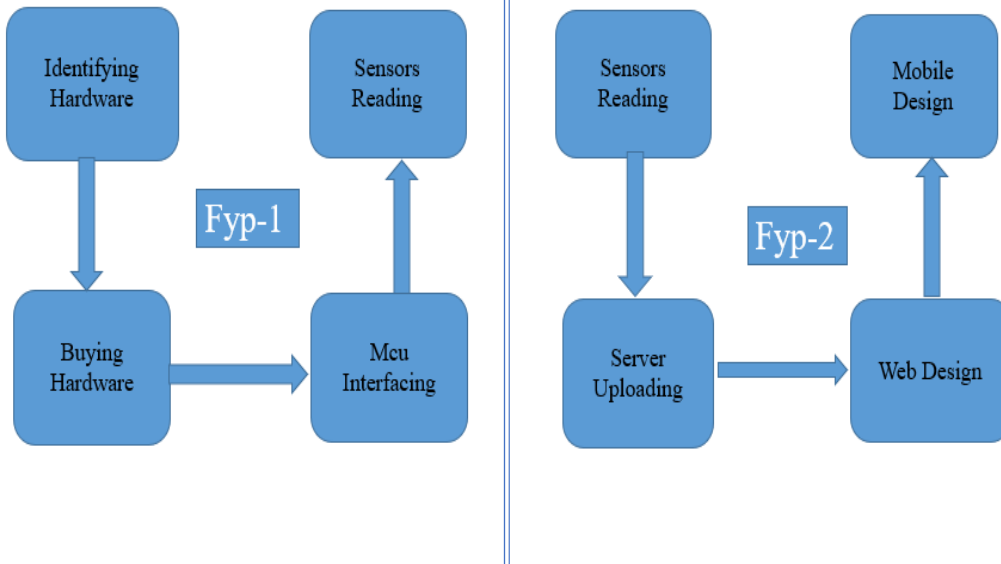 Identifying
Hardware
Sensors
Reading
Fyp-1
Buying
Hardware
Mcu
Interfacing
Sensors
Reading
Mobile
Design
Fyp-2
Server
Uploading
Web Design